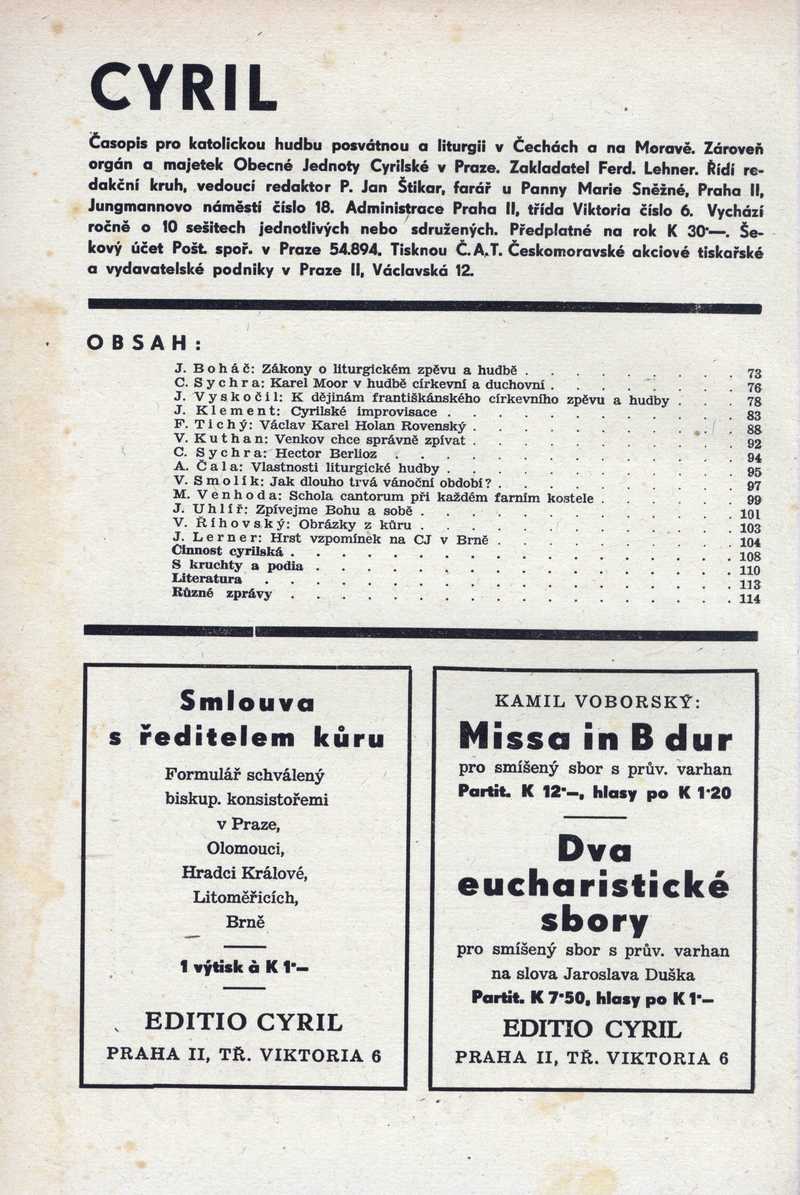 CYRIL
Časopis pro katolickou hudbu posvátnou a liturgii v Čechách a na Moravě. Zároveň
orgán a majetek Obecné Jednoty Cyrilské v Praze. Zakladatel Ferd. Lehner. Řídí re-
dakční kruh, vedoucí redaktor P. Jan Štikar, farář u Panny Marie Sněžné, Praha II,
Jungmannovo náměstí číslo 18. Administrace Praha II, třída Viktoria číslo 6. Vychází
ročně o 10 sešitech jednotlivých nebo sdružených. Předplatné na rok K 30·—. Še-
kový účet Pošt. spoř. v Praze 54.894. Tisknou Č.A.T. Českomoravské akciové tiskařské
a vydavatelské podniky v Praze II, Václavská 12.
OBSAH:
J. Boháč: Zákony o liturgickém zpěvu a hudbě . . . . . . . . . 73
C. Sychra: Karel Moor v hudbě církevní a duchovní . . . . . . . . 76
J. Vyskočil: K dějinám františkánského církevního zpěvu a hudby . . . 78
J. Klement: Cyrilské improvisace . . . . . . . . . . . . 83
F. Tichý: Václav Karel Holan Rovenský . . . . . . . . . . . 88
V. Kuthan: Venkov chce správně zpívat . . . . . . . . . . . 92
C. Sychra: Hector Berlioz . . . . . . . . . . . . . . 94
A. Čala: Vlastnosti liturgické hudby . . . . . . . . . . . . 95
V. Smolík: Jak dlouho trvá vánoční období? . . . . . . . . . . 97
M. Venhoda: Schola cantorum při každém farním kostele . . . . . . 99
J. Uhlíř: Zpívejme Bohu a sobě . . . . . . . . . . . . . 101
V. Říhovský: Obrázky z kůru . . . . . . . . . . . . . 103
J. Lerner: Hrst vzpomínek na CJ v Brně . . . . . . . . . . 104
Činnost cyrilská . . . . . . . . . . . . . . . . . . 108
S kruchty a podia . . . . . . . . . . . . . . . . . 110
Literatura . . . . . . . . . . . . . . . . . . . 113
Různé zprávy . . . . . . . . . . . . . . . . . . 114
Smlouva
s ředitelem kůru
Formulář schválený
biskup. konsistořemi
v Praze,
Olomouci,
Hradci Králové,
Litoměřicích,
Brně
1 výtisk à K 1·—
EDITIO CYRIL
PRAHA II, TŘ. VIKTORIA 6
KAMIL VOBORSKÝ:
Missa in B dur
pro smíšený sbor s prův. varhan
Partit. K 12·—, hlasy po K 1·20
Dva
eucharistické
sbory
pro smíšený sbor s prův. varhan
na slova Jaroslava Duška
Partit. K 7·50, hlasy po K 1·—
EDITIO CYRIL
PRAHA II, TŘ. VIKTORIA 6